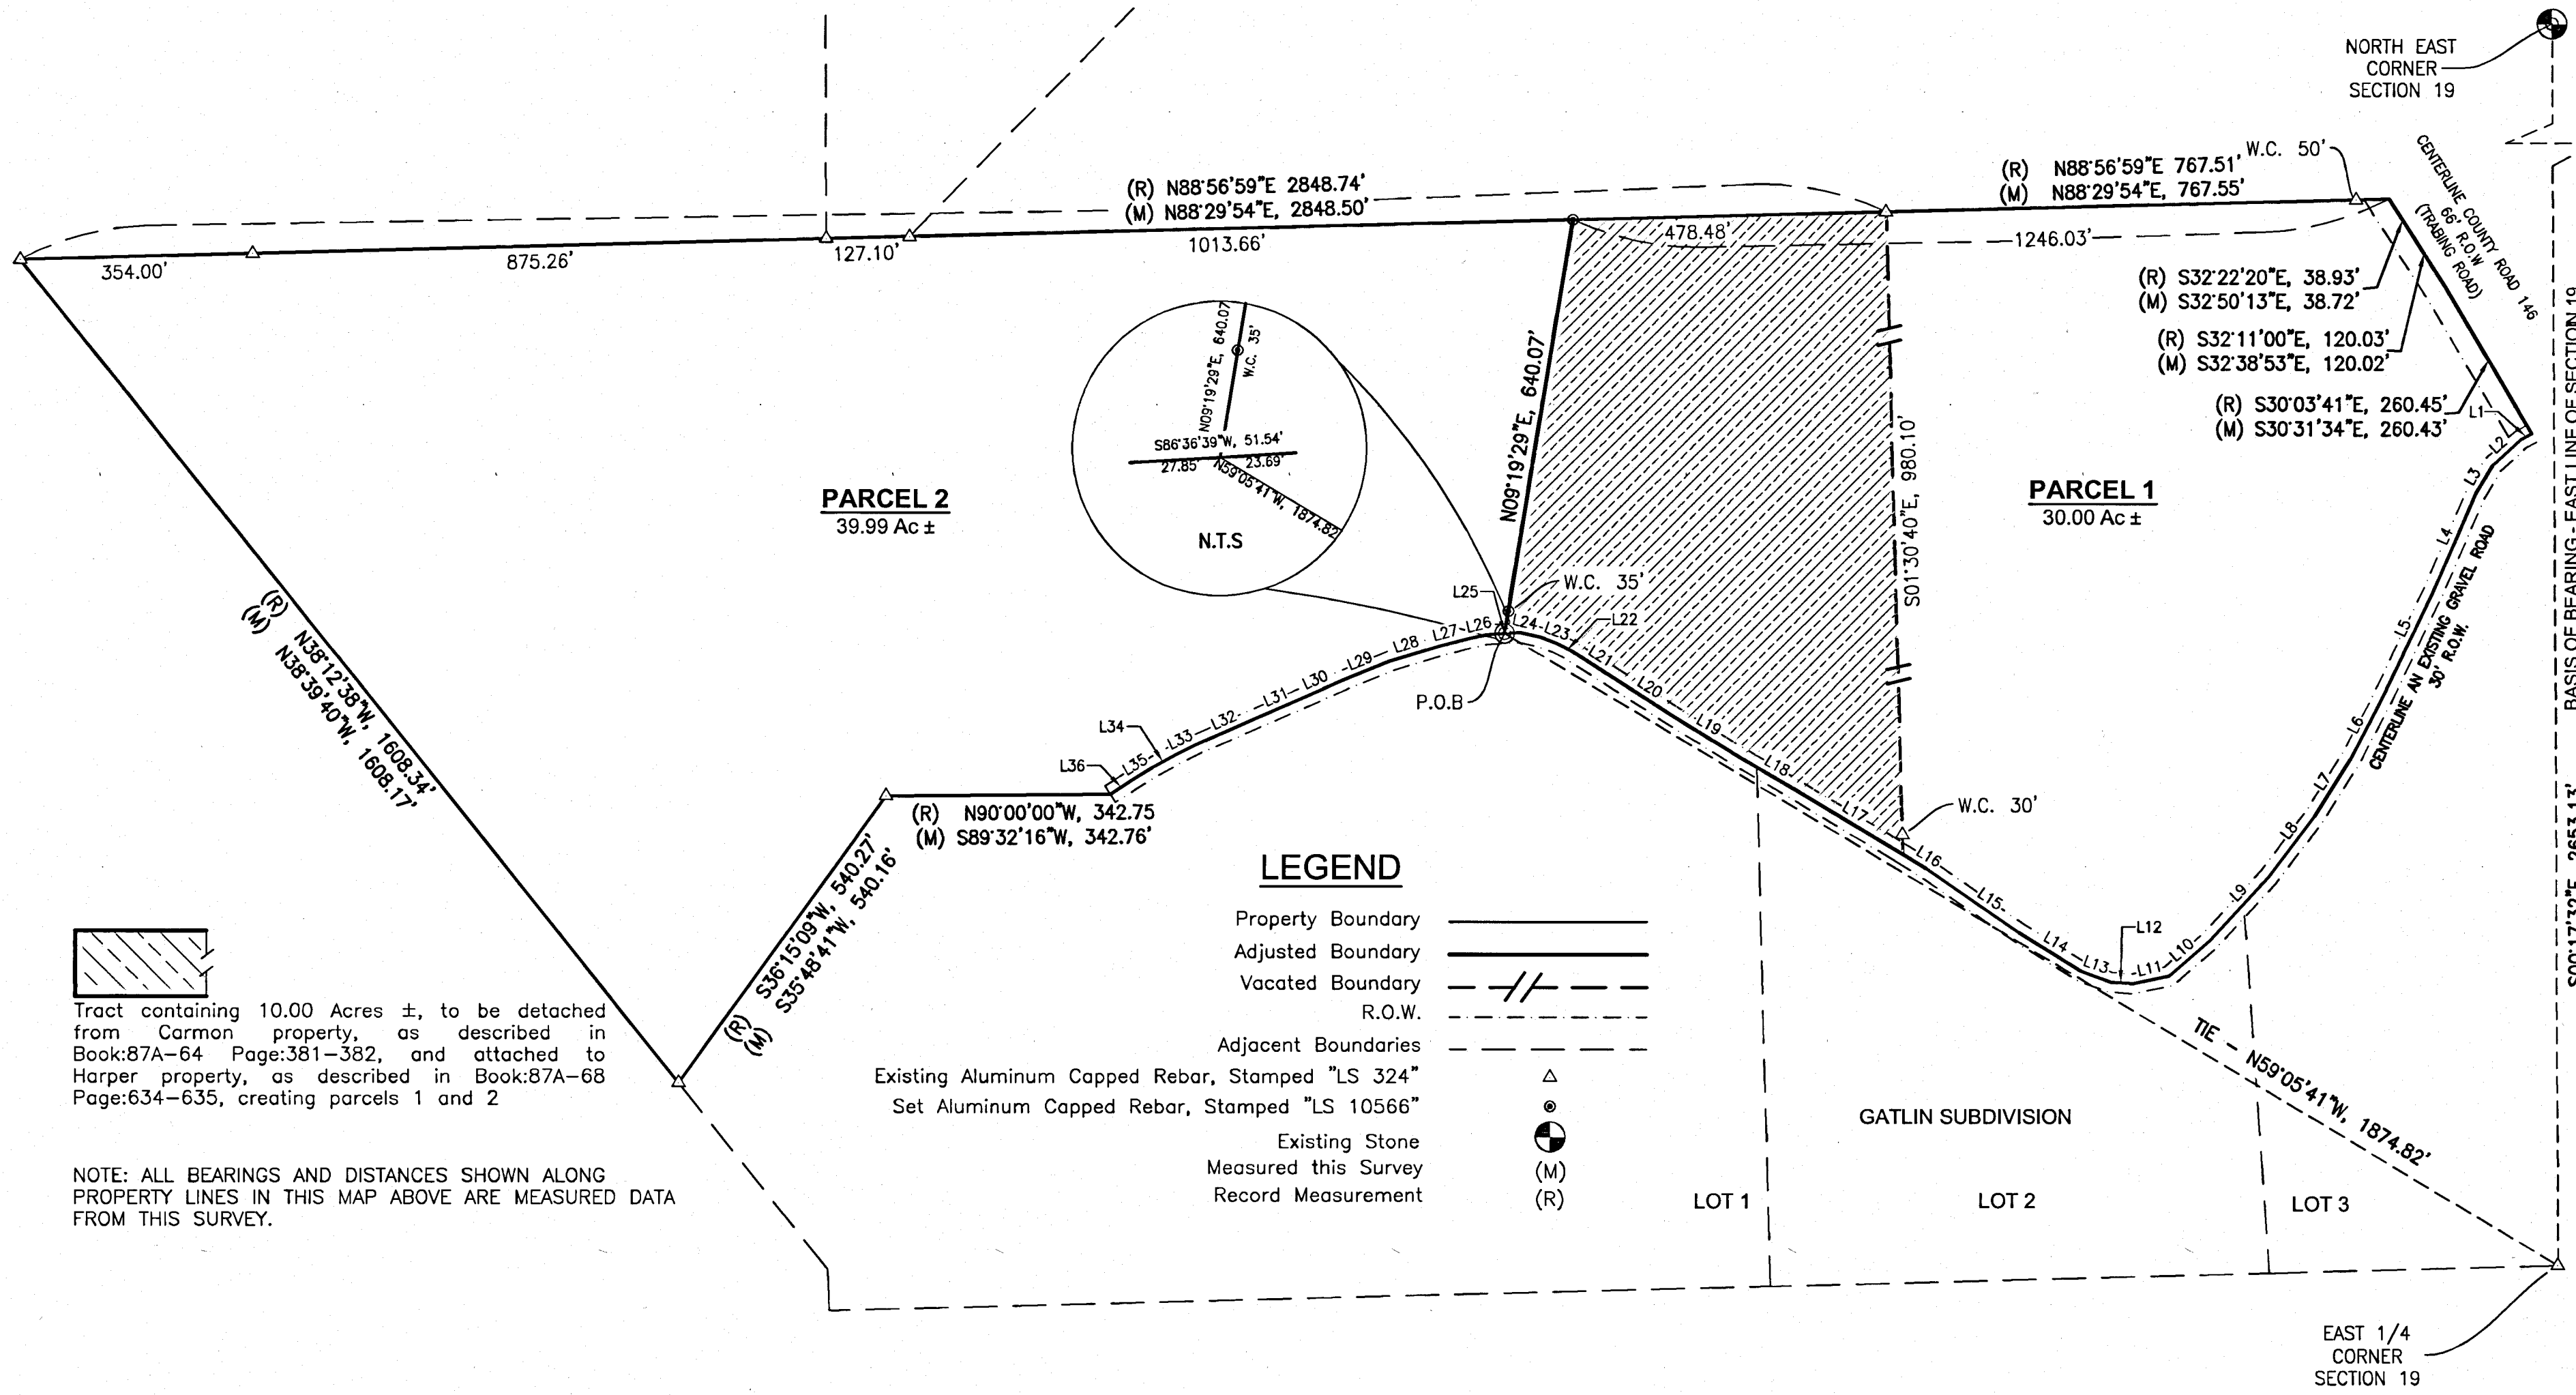 NORTH EAST
CORNER
SECTION 19
(R) N88°56'59"E 767.51'
(M) N88°29'54"E, 767.55'
W.C. 50'
CENTERLINE COUNTY ROAD 146
66' R.O.W
(TRABING ROAD)
(R) N88°56'59"E 2848.74'
(M) N88°29'54"E, 2848.50'
354.00'
875.26'
127.10'
1013.66'
478.48'
1246.03'
(R) S32°22'20"E, 38.93'
(M) S32°50'13"E, 38.72'
(R) S32°11'00"E, 120.03'
(M) S32°38'53"E, 120.02'
(R) S30°03'41"E, 260.45'
(M) S30°31'34"E, 260.43'
BASIS OF BEARING - EAST LINE OF SECTION 19
S00°17'32"E, 2653.13'
N09°19'29"E, 640.07
W.C. 35'
S86°36'39"W, 51.54'
27.85'
23.69'
N59°05'41"W, 1874.82
N.T.S
N09°19'29"E, 640.07'
S01°30'40"E, 980.10'
PARCEL 2
39.99 Ac ±
PARCEL 1
30.00 Ac ±
L1
L2
L3
L4
L5
L6
L7
L8
L9
L10
L11
L12
L13
L14
L15
L16
L17
L18
L19
L20
L21
L22
L23
L24
L25
L26
L27
L28
L29
L30
L31
L32
L33
L34
L35
L36
CENTERLINE AN EXISTING GRAVEL ROAD
30' R.O.W.
W.C. 35'
P.O.B
W.C. 30'
(R) N38°12'38"W, 1608.34'
(M) N38°39'40"W, 1608.17'
(R) N90°00'00"W, 342.75
(M) S89°32'16"W, 342.76'
(R) S36°15'09"W, 540.27'
(M) S35°48'41"W, 540.16'
Tract containing 10.00 Acres ±, to be detached
from Carmon property, as described in
Book:87A-64 Page:381-382, and attached to
Harper property, as described in Book:87A-68
Page:634-635, creating parcels 1 and 2
NOTE: ALL BEARINGS AND DISTANCES SHOWN ALONG
PROPERTY LINES IN THIS MAP ABOVE ARE MEASURED DATA
FROM THIS SURVEY.
LEGEND
Property Boundary
Adjusted Boundary
Vacated Boundary
R.O.W.
Adjacent Boundaries
Existing Aluminum Capped Rebar, Stamped "LS 324"
Set Aluminum Capped Rebar, Stamped "LS 10566"
Existing Stone
Measured this Survey (M)
Record Measurement (R)
GATLIN SUBDIVISION
LOT 1
LOT 2
LOT 3
TIE - N59°05'41"W, 1874.82'
EAST 1/4
CORNER
SECTION 19